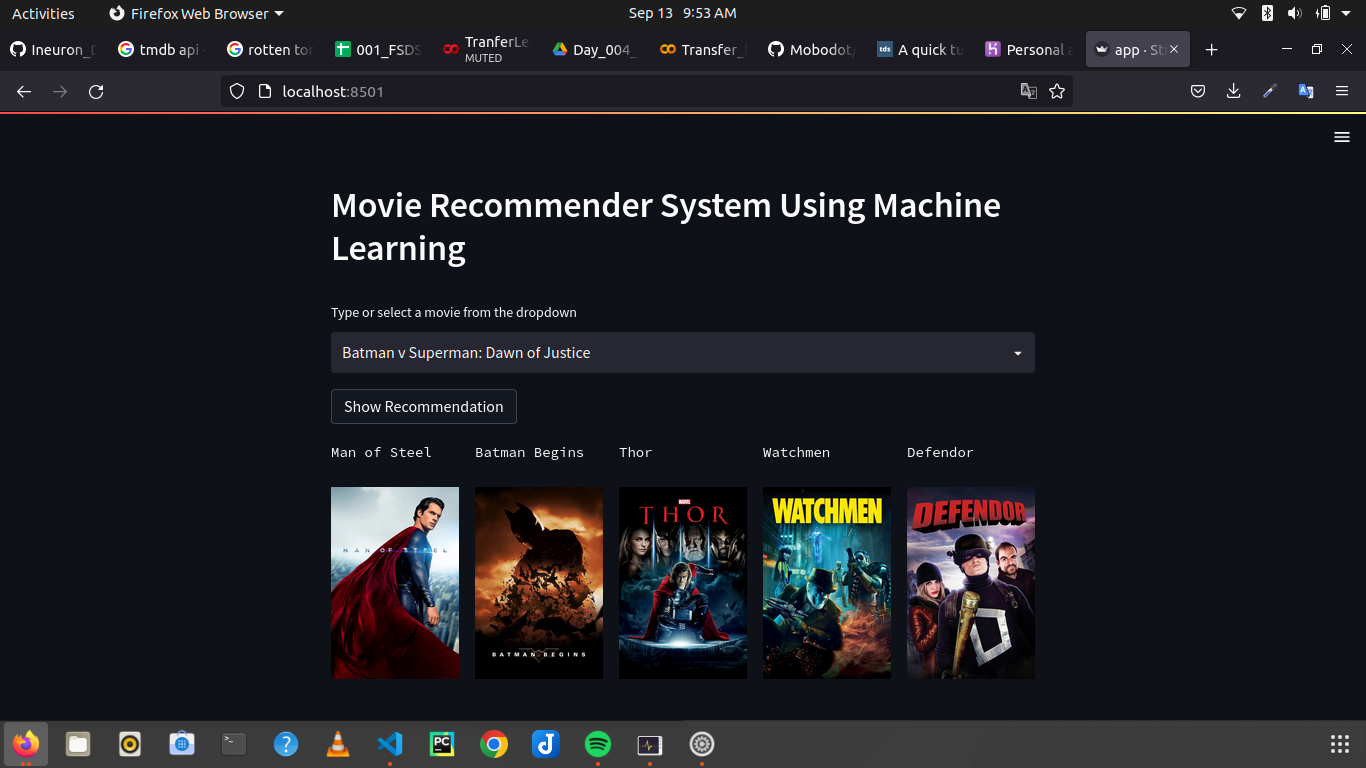 Activities
Firefox Web Browser
Sep 13 9:53 AM
Ineuron_D
tmdb api
rotten tom
001_FSDS
TranferLe
MUTED
Day_004_
Transfer_
Mobodot
A quick tu
Personal a
app · St
localhost:8501
Movie Recommender System Using Machine
Learning
Type or select a movie from the dropdown
Batman v Superman: Dawn of Justice
Show Recommendation
Man of Steel
Batman Begins
Thor
Watchmen
Defendor
MAN OF STEEL
BATMAN BEGINS
MARVEL
THOR
WATCHMEN
DEFENDOR